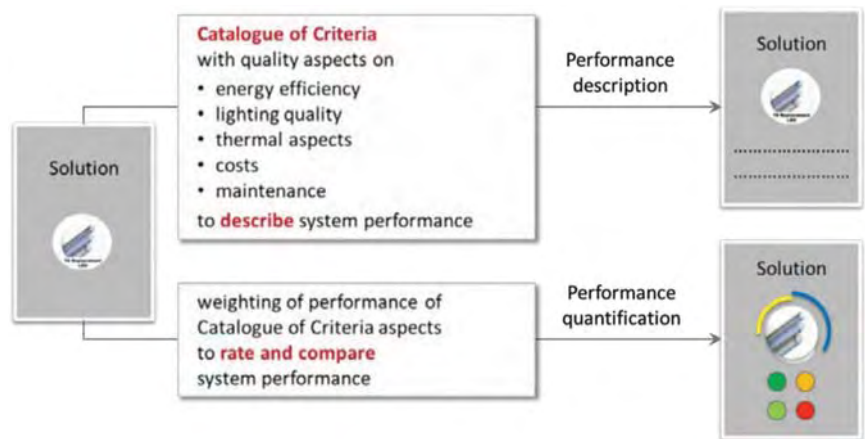 Solution
Catalogue of Criteria
with quality aspects on
• energy efficiency
• lighting quality
• thermal aspects
• costs
• maintenance
to describe system performance
Performance
description
Solution
weighting of performance of
Catalogue of Criteria aspects
to rate and compare
system performance
Performance
quantification
Solution